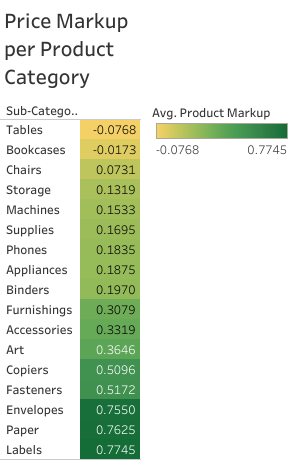 Price Markup
per Product
Category
Sub-Catego.. Avg. Product Markup
Tables -0.0768
Bookcases -0.0173
-0.0768 0.7745
Chairs 0.0731
Storage 0.1319
Machines 0.1533
Supplies 0.1695
Phones 0.1835
Appliances 0.1875
Binders 0.1970
Furnishings 0.3079
Accessories 0.3319
Art 0.3646
Copiers 0.5096
Fasteners 0.5172
Envelopes 0.7550
Paper 0.7625
Labels 0.7745